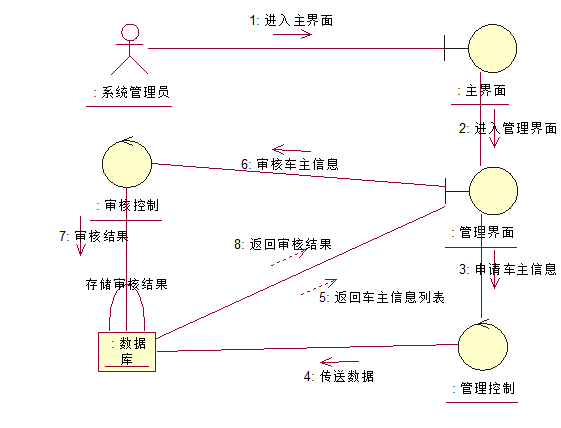 1: 进入主界面
: 系统管理员
: 主界面
2: 进入管理界面
6: 审核车主信息
: 审核控制
7: 审核结果
: 管理界面
8: 返回审核结果
3: 申请车主信息
存储审核结果
5: 返回车主信息列表
: 数据
库
4: 传送数据
: 管理控制